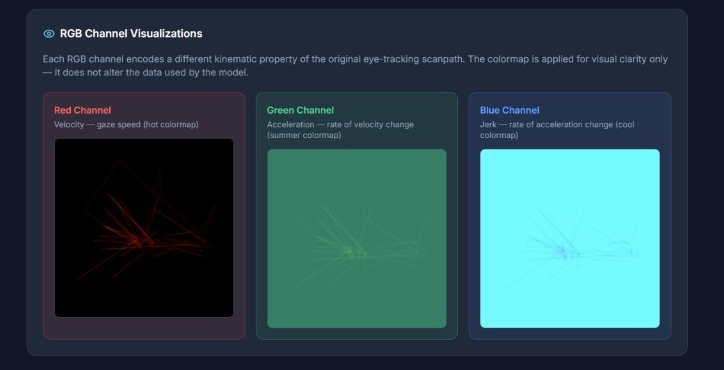 RGB Channel Visualizations
Each RGB channel encodes a different kinematic property of the original eye-tracking scanpath. The colormap is applied for visual clarity only
— it does not alter the data used by the model.
Red Channel
Velocity — gaze speed (hot colormap)
Green Channel
Acceleration — rate of velocity change
(summer colormap)
Blue Channel
Jerk — rate of acceleration change (cool
colormap)